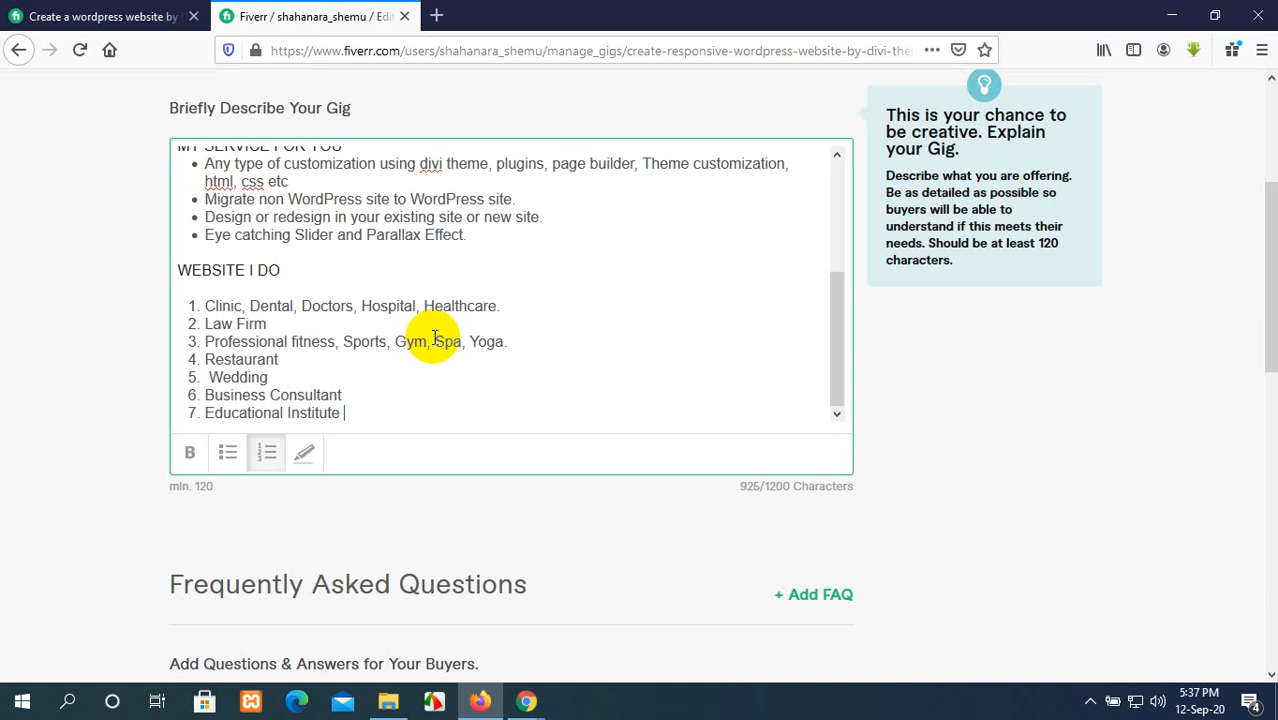 Create a wordpress website by
Fiverr / shahanara_shemu / Edi
https://www.fiverr.com/users/shahanara_shemu/manage_gigs/create-responsive-wordpress-website-by-divi-the
Briefly Describe Your Gig
MY SERVICE FOR YOU
Any type of customization using divi theme, plugins, page builder, Theme customization,
html, css etc
Migrate non WordPress site to WordPress site.
Design or redesign in your existing site or new site.
Eye catching Slider and Parallax Effect.
WEBSITE I DO
1. Clinic, Dental, Doctors, Hospital, Healthcare.
2. Law Firm
3. Professional fitness, Sports, Gym, Spa, Yoga.
4. Restaurant
5. Wedding
6. Business Consultant
7. Educational Institute
B
min. 120
925/1200 Characters
This is your chance to
be creative. Explain
your Gig.
Describe what you are offering.
Be as detailed as possible so
buyers will be able to
understand if this meets their
needs. Should be at least 120
characters.
Frequently Asked Questions
+ Add FAQ
Add Questions & Answers for Your Buyers.
5:37 PM
12-Sep-20
4